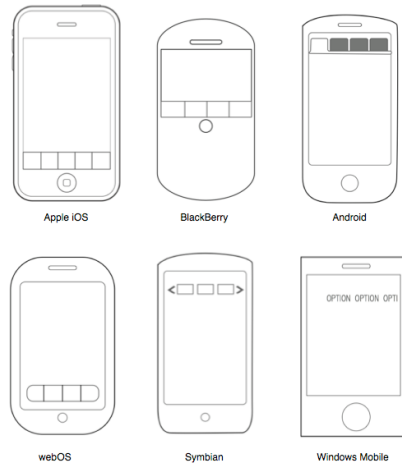 Apple iOS
BlackBerry
Android
OPTION OPTION OPTI
webOS
Symbian
Windows Mobile